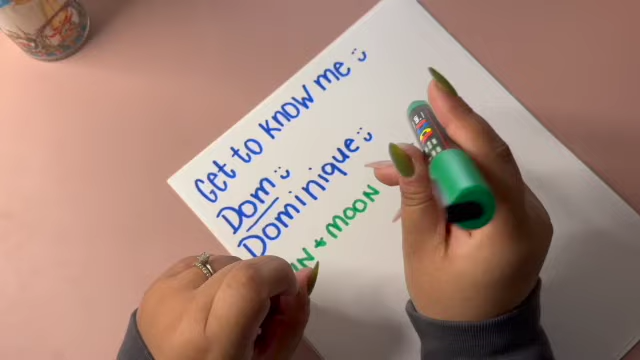 Get to know me :)
Dom :)
Dominique :)
★ MOON